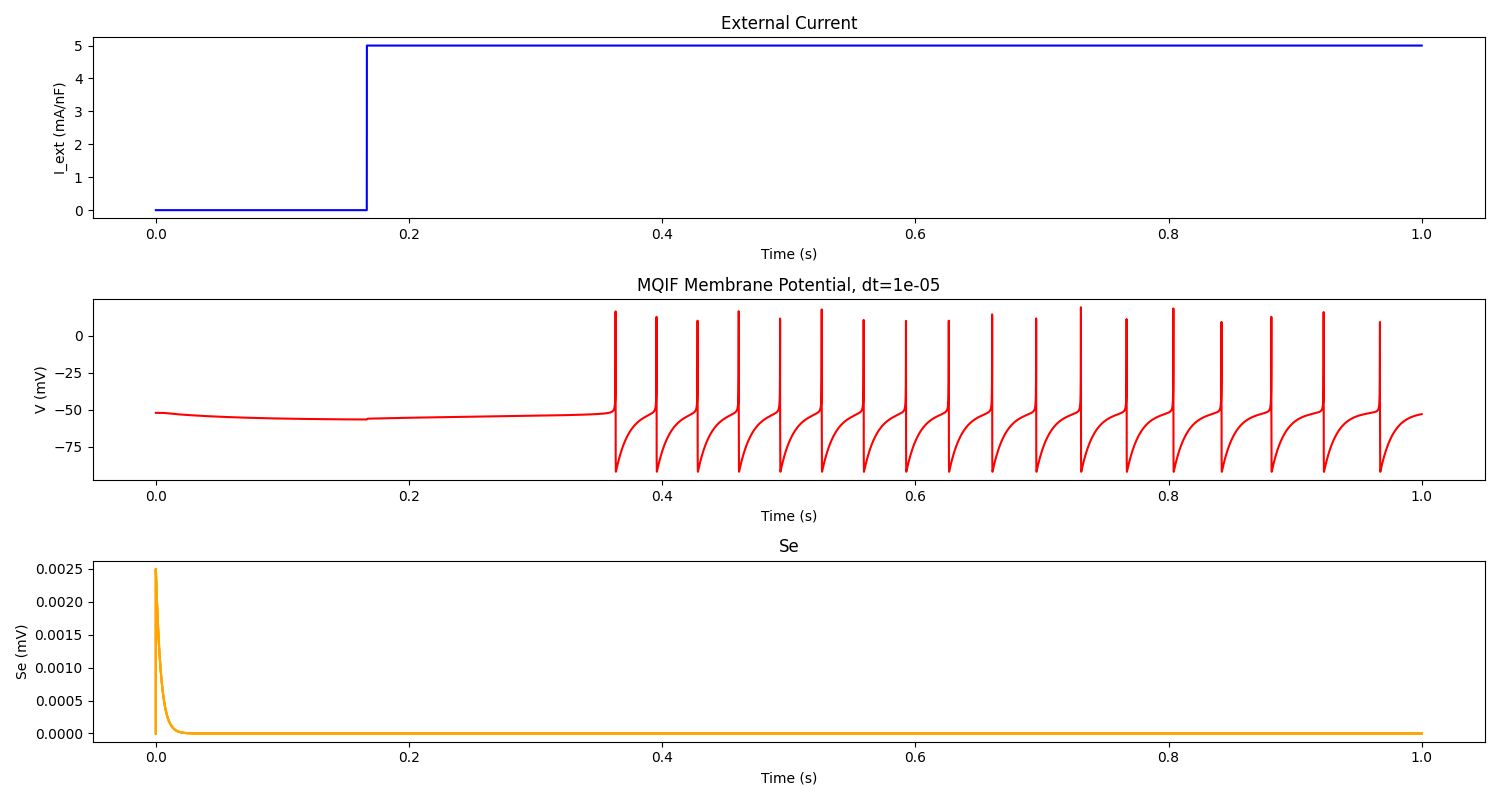 External Current
I_ext (mA/nF)
5
4
3
2
1
0
0.0 0.2 0.4 0.6 0.8 1.0
Time (s)
MQIF Membrane Potential, dt=1e-05
V (mV)
0
−25
−50
−75
0.0 0.2 0.4 0.6 0.8 1.0
Time (s)
Se
Se (mV)
0.0025
0.0020
0.0015
0.0010
0.0005
0.0000
0.0 0.2 0.4 0.6 0.8 1.0
Time (s)